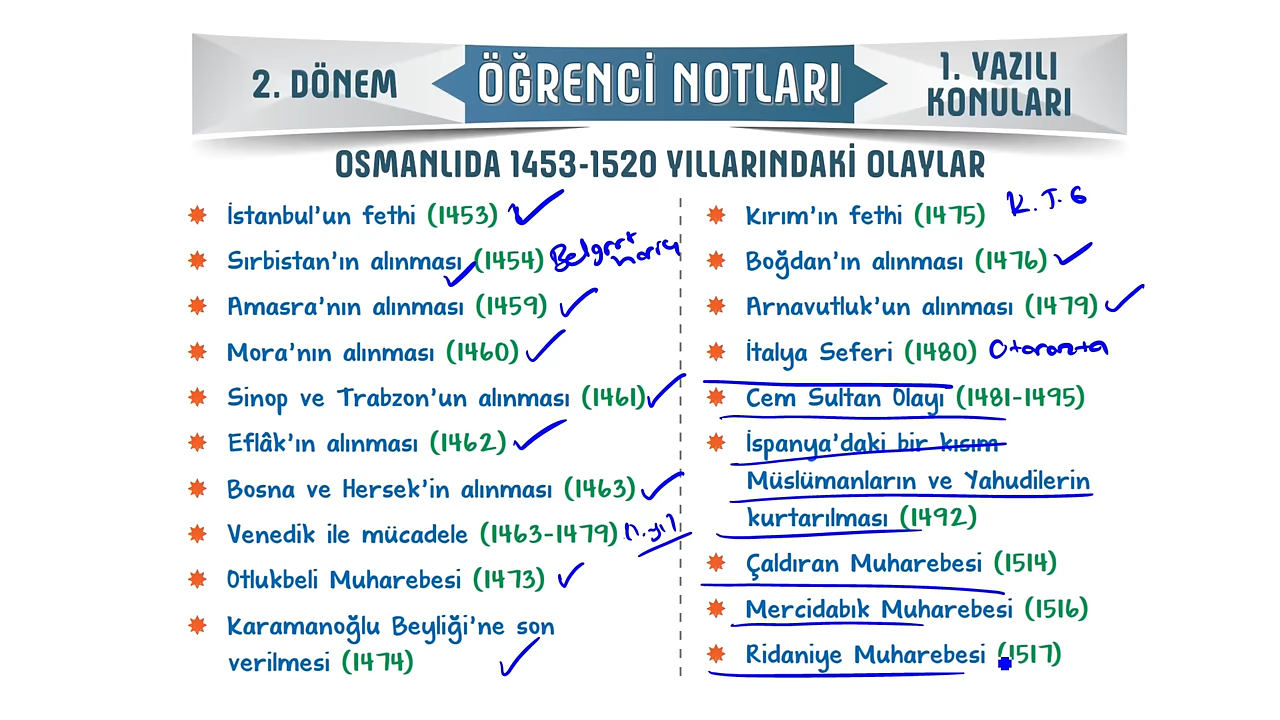 2. DÖNEM
ÖĞRENCİ NOTLARI
1. YAZILI
KONULARI
OSMANLIDA 1453-1520 YILLARINDAKİ OLAYLAR
İstanbul'un fethi (1453)
Sırbistan'ın alınması (1454) Belgrat
hariç
Amasra'nın alınması (1459)
Mora'nın alınması (1460)
Sinop ve Trabzon'un alınması (1461)
Eflâk'ın alınması (1462)
Bosna ve Hersek'in alınması (1463)
Venedik ile mücadele (1463-1479)
Otlukbeli Muharebesi (1473)
Karamanoğlu Beyliği'ne son
verilmesi (1474)
Kırım'ın fethi (1475) K. T. G
Boğdan'ın alınması (1476)
Arnavutluk'un alınması (1479)
İtalya Seferi (1480)
Cem Sultan Olayı (1481-1495)
İspanya'daki bir kısım
Müslümanların ve Yahudilerin
kurtarılması (1492)
Çaldıran Muharebesi (1514)
Mercidabık Muharebesi (1516)
Ridaniye Muharebesi (1517)